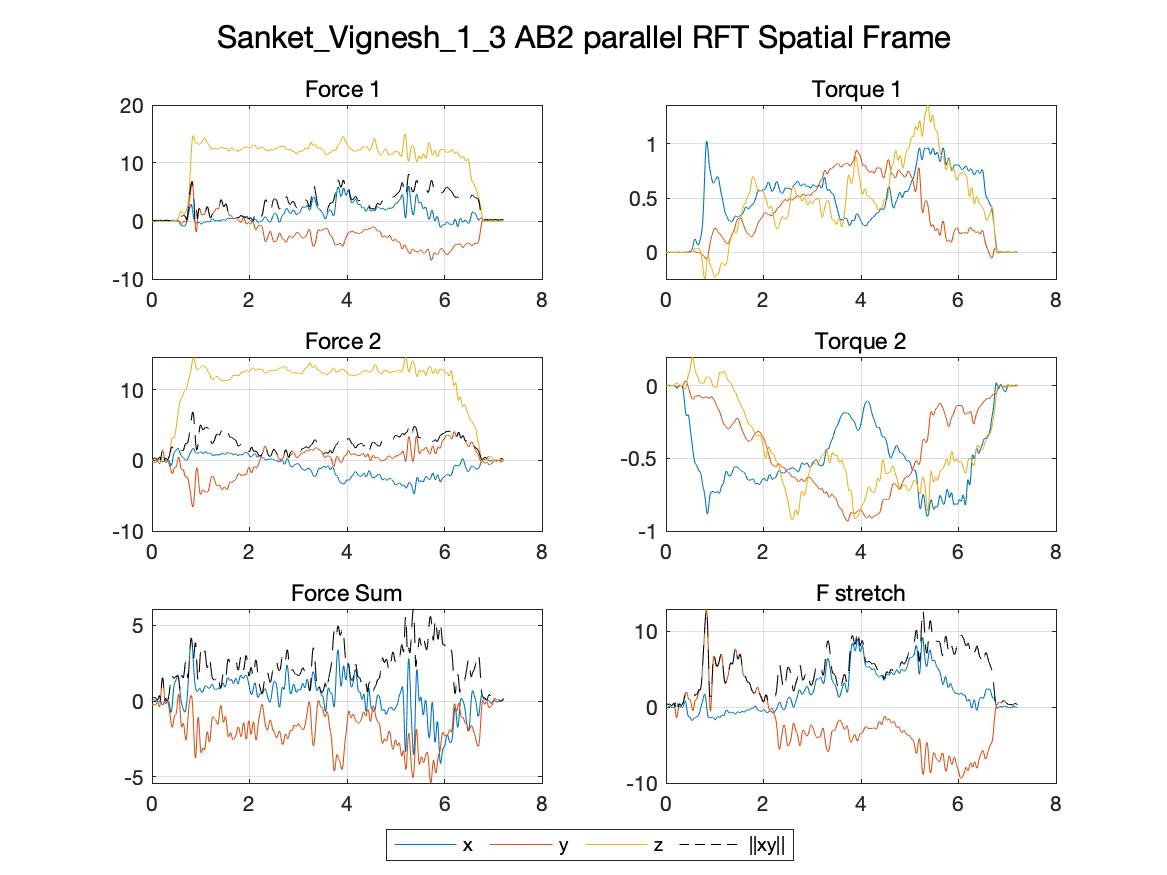 Sanket_Vignesh_1_3 AB2 parallel RFT Spatial Frame
Force 1
20
10
0
-10
0 2 4 6 8
Torque 1
1
0.5
0
0 2 4 6 8
Force 2
10
0
-10
0 2 4 6 8
Torque 2
0
-0.5
-1
0 2 4 6 8
Force Sum
5
0
-5
0 2 4 6 8
F stretch
10
0
-10
0 2 4 6 8
x y z ||xy||